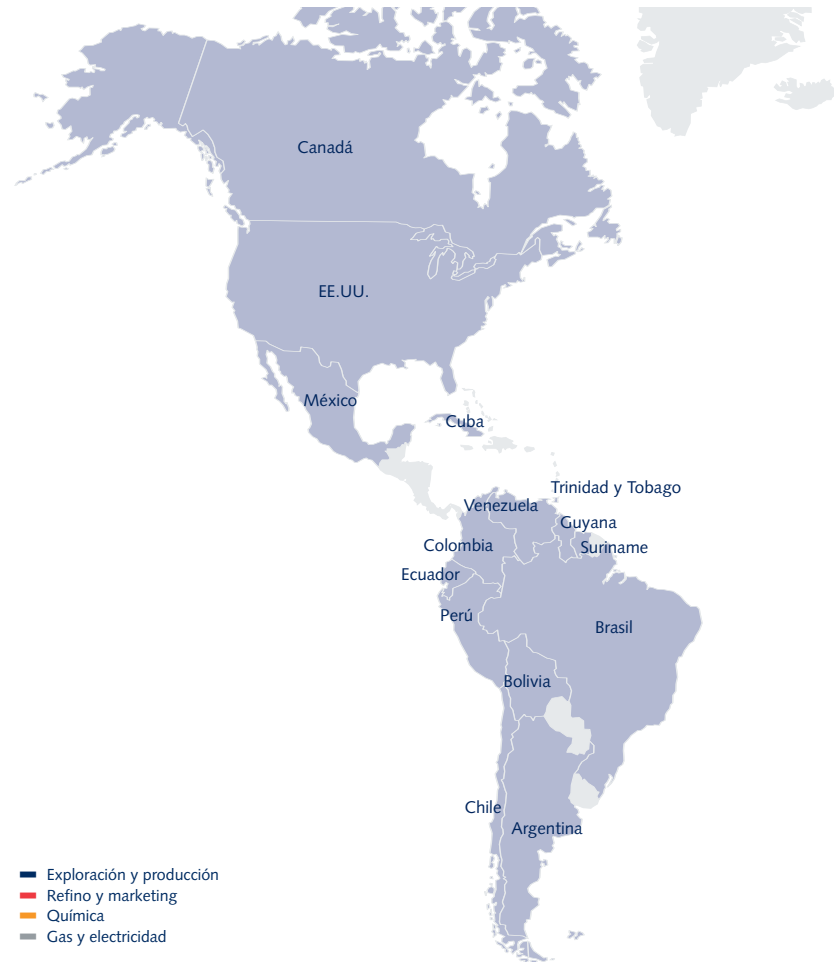 Canadá
EE.UU.
México
Cuba
Trinidad y Tobago
Venezuela
Guyana
Colombia
Suriname
Ecuador
Perú
Brasil
Bolivia
Chile
Argentina
Exploración y producción
Refino y marketing
Química
Gas y electricidad